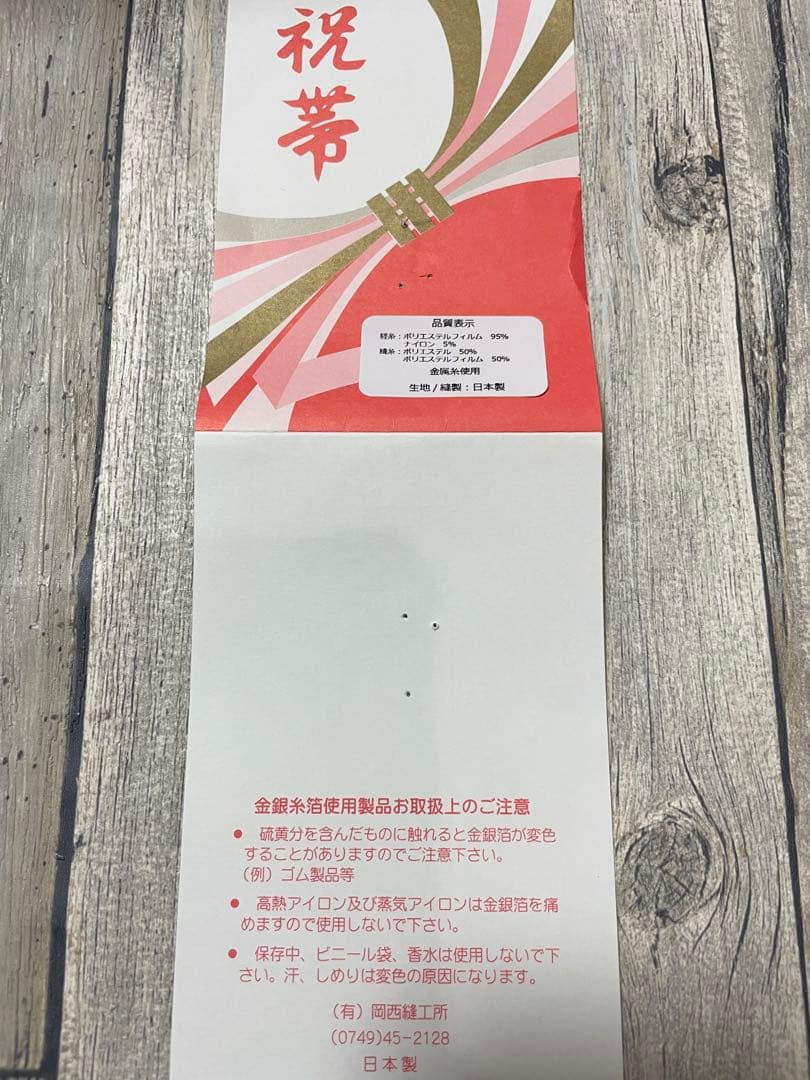 祝
帯
品質表示
経糸：ポリエステルフィルム　95%
ナイロン　5%
緯糸：ポリエステル　50%
ポリエステルフィルム　50%
金属糸使用
生地 / 縫製：日本製
金銀糸箔使用製品お取扱上のご注意
●　硫黄分を含んだものに触れると金銀箔が変色
することがありますのでご注意下さい。
（例）ゴム製品等
●　高熱アイロン及び蒸気アイロンは金銀箔を痛
めますので使用しないで下さい。
●　保存中、ビニール袋、香水は使用しないで下
さい。汗、しめりは変色の原因になります。
（有）岡西縫工所
(0749)45-2128
日本製